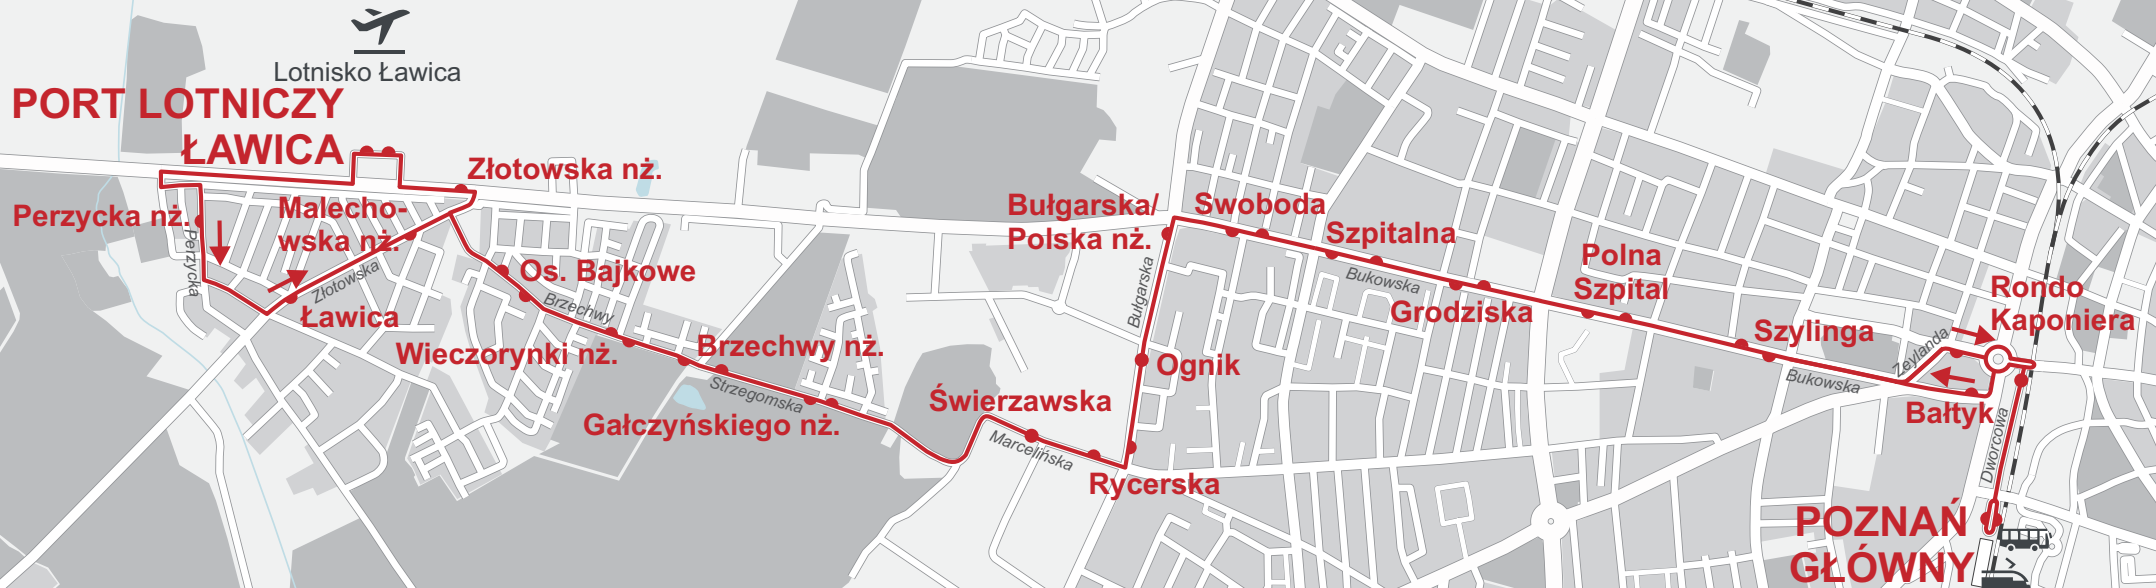 Lotnisko Ławica
PORT LOTNICZY
ŁAWICA
Złotowska nż.
Perzycka nż.
Perzycka
Malecho-
wska nż.
Złotowska
Ławica
Os. Bajkowe
Brzechwy
Wieczorynki nż.
Brzechwy nż.
Strzegomska
Gałczyńskiego nż.
Świerzawska
Marcelińska
Rycerska
Ognik
Bułgarska
Bułgarska/
Polska nż.
Swoboda
Szpitalna
Bukowska
Grodziska
Polna
Szpital
Szylinga
Bukowska
Zeylanda
Rondo
Kaponiera
Bałtyk
Dworcowa
POZNAŃ
GŁÓWNY